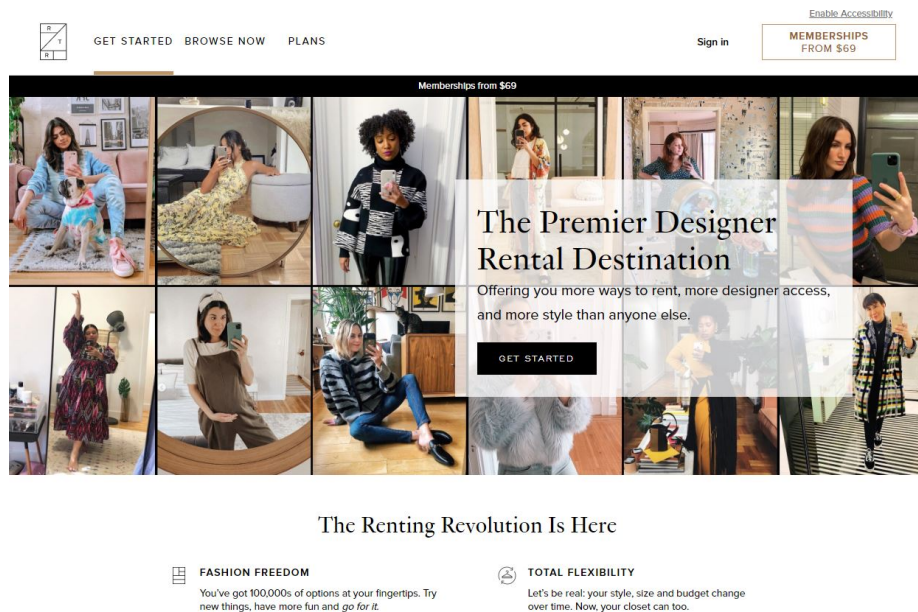 Enable Accessibility
R
T
R
GET STARTED BROWSE NOW PLANS
Sign in
MEMBERSHIPS
FROM $69
Memberships from $69
The Premier Designer
Rental Destination
Offering you more ways to rent, more designer access,
and more style than anyone else.
GET STARTED
The Renting Revolution Is Here
FASHION FREEDOM
You've got 100,000s of options at your fingertips. Try
new things, have more fun and go for it.
TOTAL FLEXIBILITY
Let's be real: your style, size and budget change
over time. Now, your closet can too.